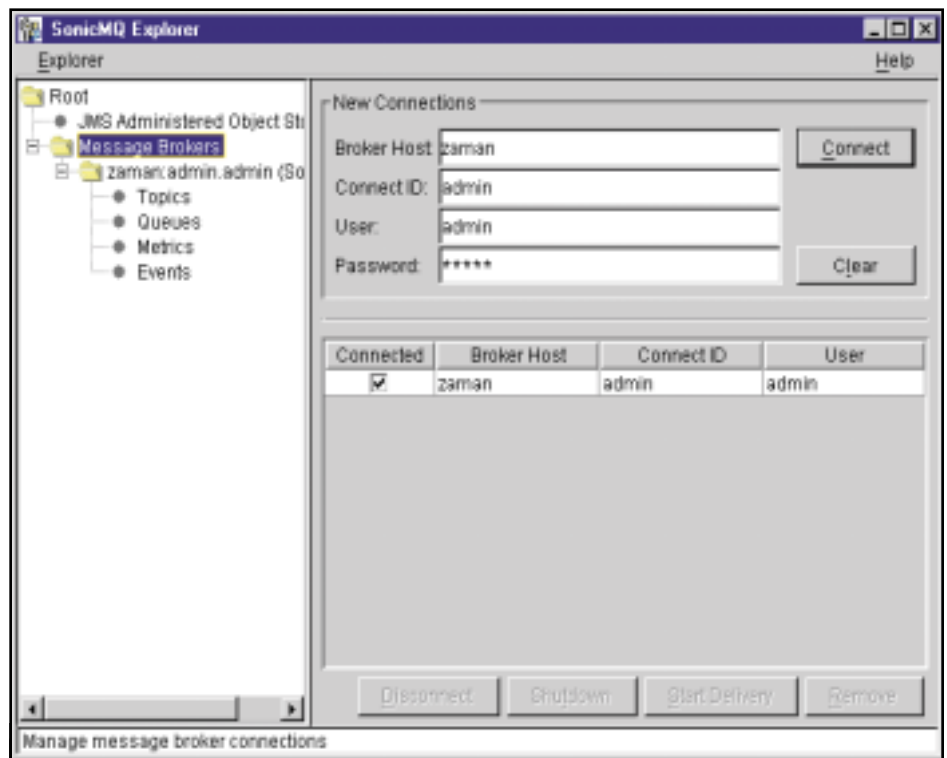 SonicMQ Explorer
Explorer Help
Root
JMS Administered Object Sto
Message Brokers
zaman:admin.admin (So
Topics
Queues
Metrics
Events
New Connections
Broker Host zaman
Connect
Connect ID: admin
User: admin
Password: *****
Clear
Connected Broker Host Connect ID User
zaman admin admin
Disconnect Shutdown Start Delivery Remove
Manage message broker connections